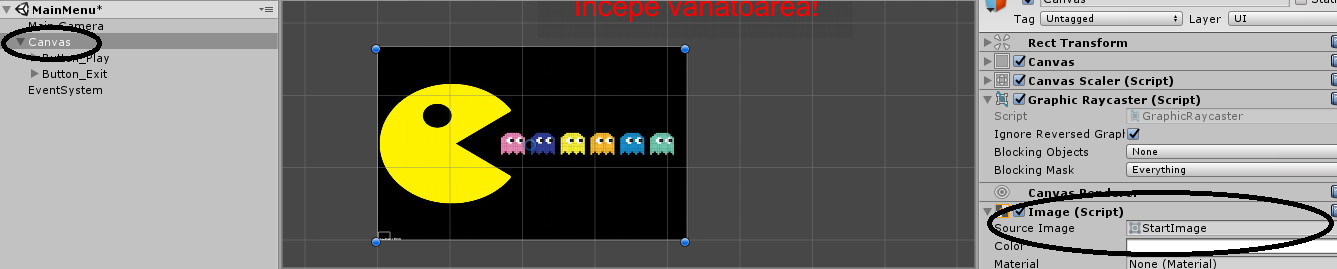 MainMenu*
Main Camera
Canvas
Button_Play
Button_Exit
EventSystem
Incepe vanatoarea!
Canvas
Tag Untagged Layer UI
Rect Transform
Canvas
Canvas Scaler (Script)
Graphic Raycaster (Script)
Script GraphicRaycaster
Ignore Reversed Graph
Blocking Objects None
Blocking Mask Everything
Canvas Renderer
Image (Script)
Source Image StartImage
Color
Material None (Material)